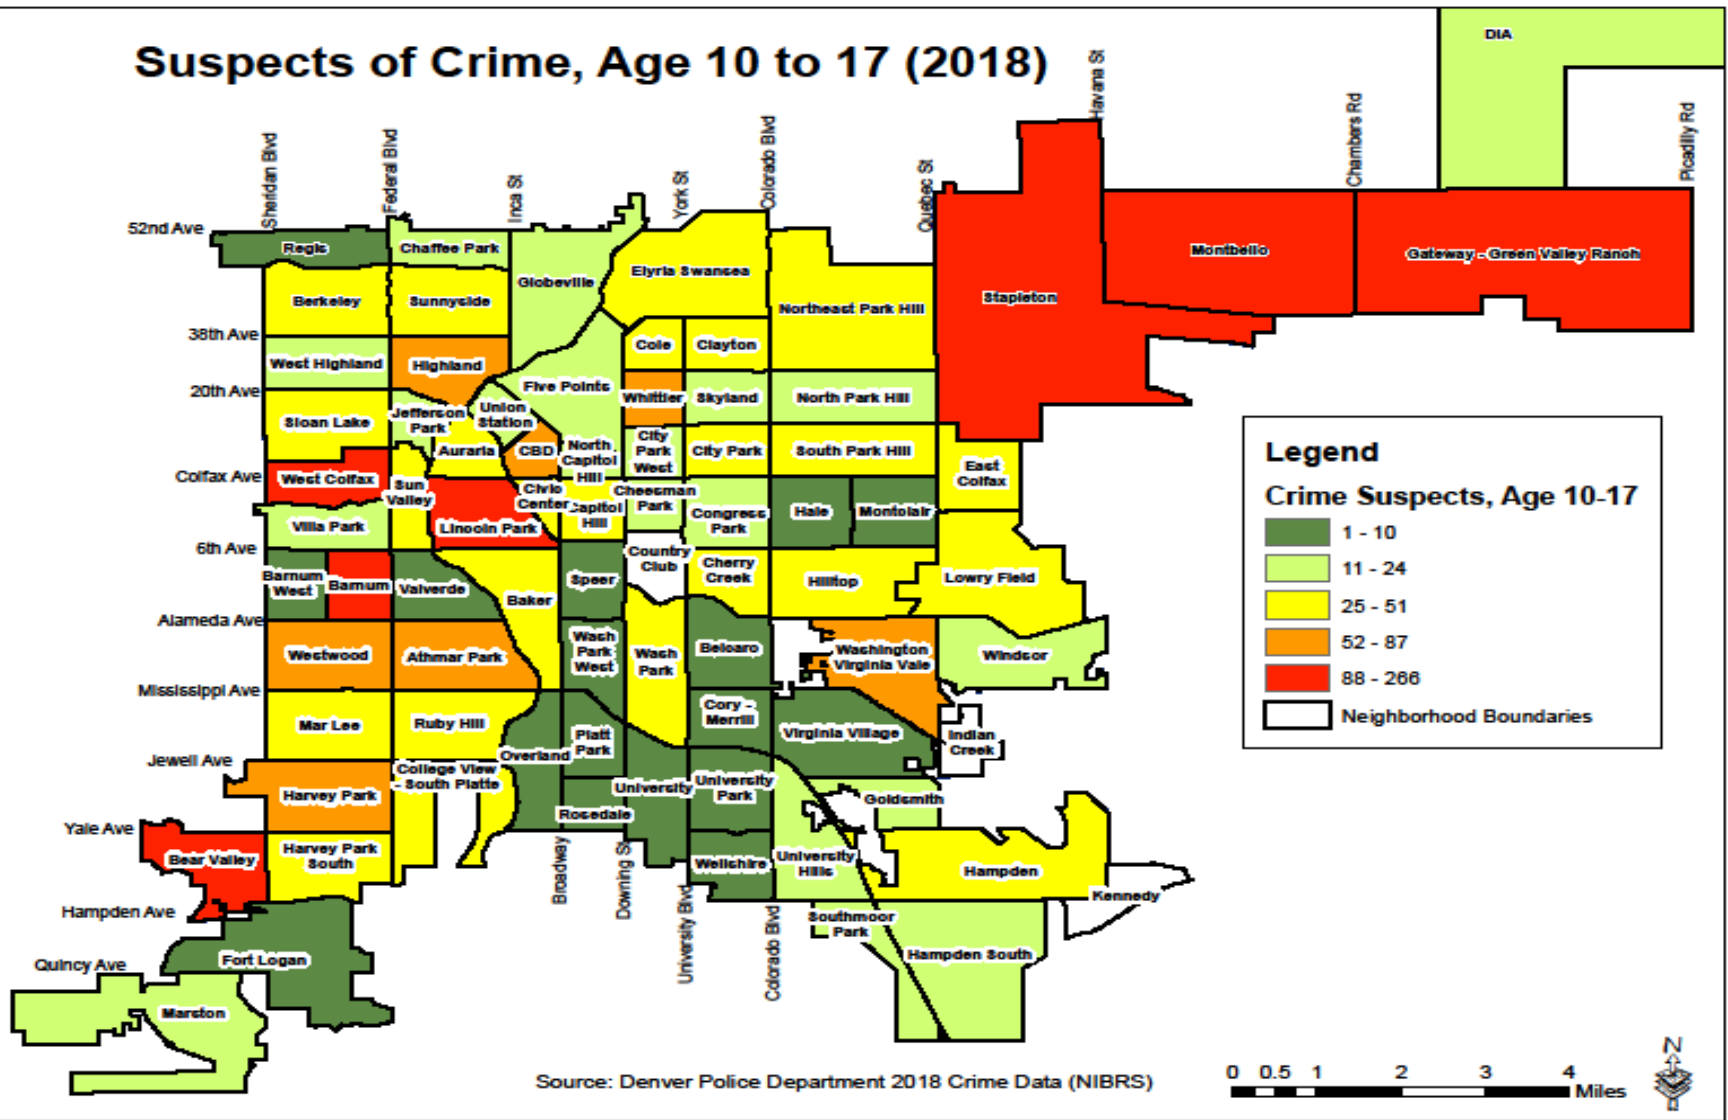 Suspects of Crime, Age 10 to 17 (2018)
DIA
Sheridan Blvd
Federal Blvd
Inca St
York St
Colorado Blvd
Quebec St
Havana St
Chambers Rd
Picadilly Rd
52nd Ave
Regis
Chaffee Park
Globeville
Elyria Swansea
Montbello
Gateway - Green Valley Ranch
Berkeley
Sunnyside
Northeast Park Hill
Stapleton
38th Ave
West Highland
Highland
Cole
Clayton
20th Ave
Five Points
Whittier
Skyland
North Park Hill
Sloan Lake
Jefferson
Park
Union
Station
Auraria
CBD
North
Capitol
Hill
City
Park
West
City Park
South Park Hill
East
Colfax
Colfax Ave
West Colfax
Sun
Valley
Civic
Center
Capitol
Hill
Cheesman
Park
Congress
Park
Hale
Montclair
Villa Park
Lincoln Park
6th Ave
Barnum
West
Barnum
Valverde
Baker
Speer
Country
Club
Cherry
Creek
Hilltop
Lowry Field
Alameda Ave
Westwood
Athmar Park
Wash
Park
West
Wash
Park
Belcaro
Washington
Virginia Vale
Windsor
Mississippi Ave
Mar Lee
Ruby Hill
Overland
Platt
Park
Cory -
Merrill
Virginia Village
Indian
Creek
Jewell Ave
Harvey Park
College View
- South Platte
University
University
Park
Goldsmith
Rosedale
Yale Ave
Bear Valley
Harvey Park
South
Wellshire
University
Hills
Hampden
Kennedy
Broadway
Downing St
University Blvd
Colorado Blvd
Hampden Ave
Southmoor
Park
Hampden South
Quincy Ave
Fort Logan
Marston
Legend
Crime Suspects, Age 10-17
1 - 10
11 - 24
25 - 51
52 - 87
88 - 266
Neighborhood Boundaries
Source: Denver Police Department 2018 Crime Data (NIBRS)
0 0.5 1 2 3 4
Miles
N